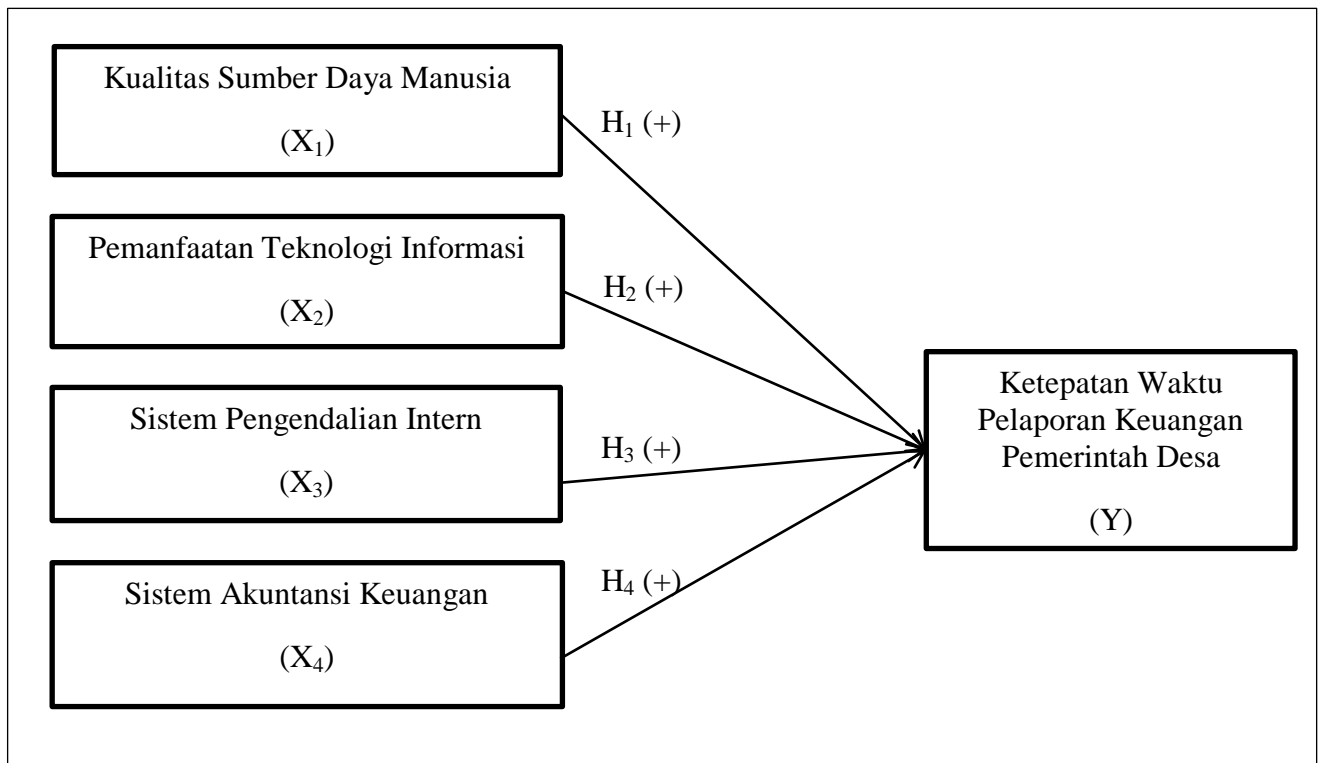 Kualitas Sumber Daya Manusia
(X₁)
H₁ (+)
Pemanfaatan Teknologi Informasi
(X₂)
H₂ (+)
Sistem Pengendalian Intern
(X₃)
H₃ (+)
Sistem Akuntansi Keuangan
(X₄)
H₄ (+)
Ketepatan Waktu
Pelaporan Keuangan
Pemerintah Desa
(Y)